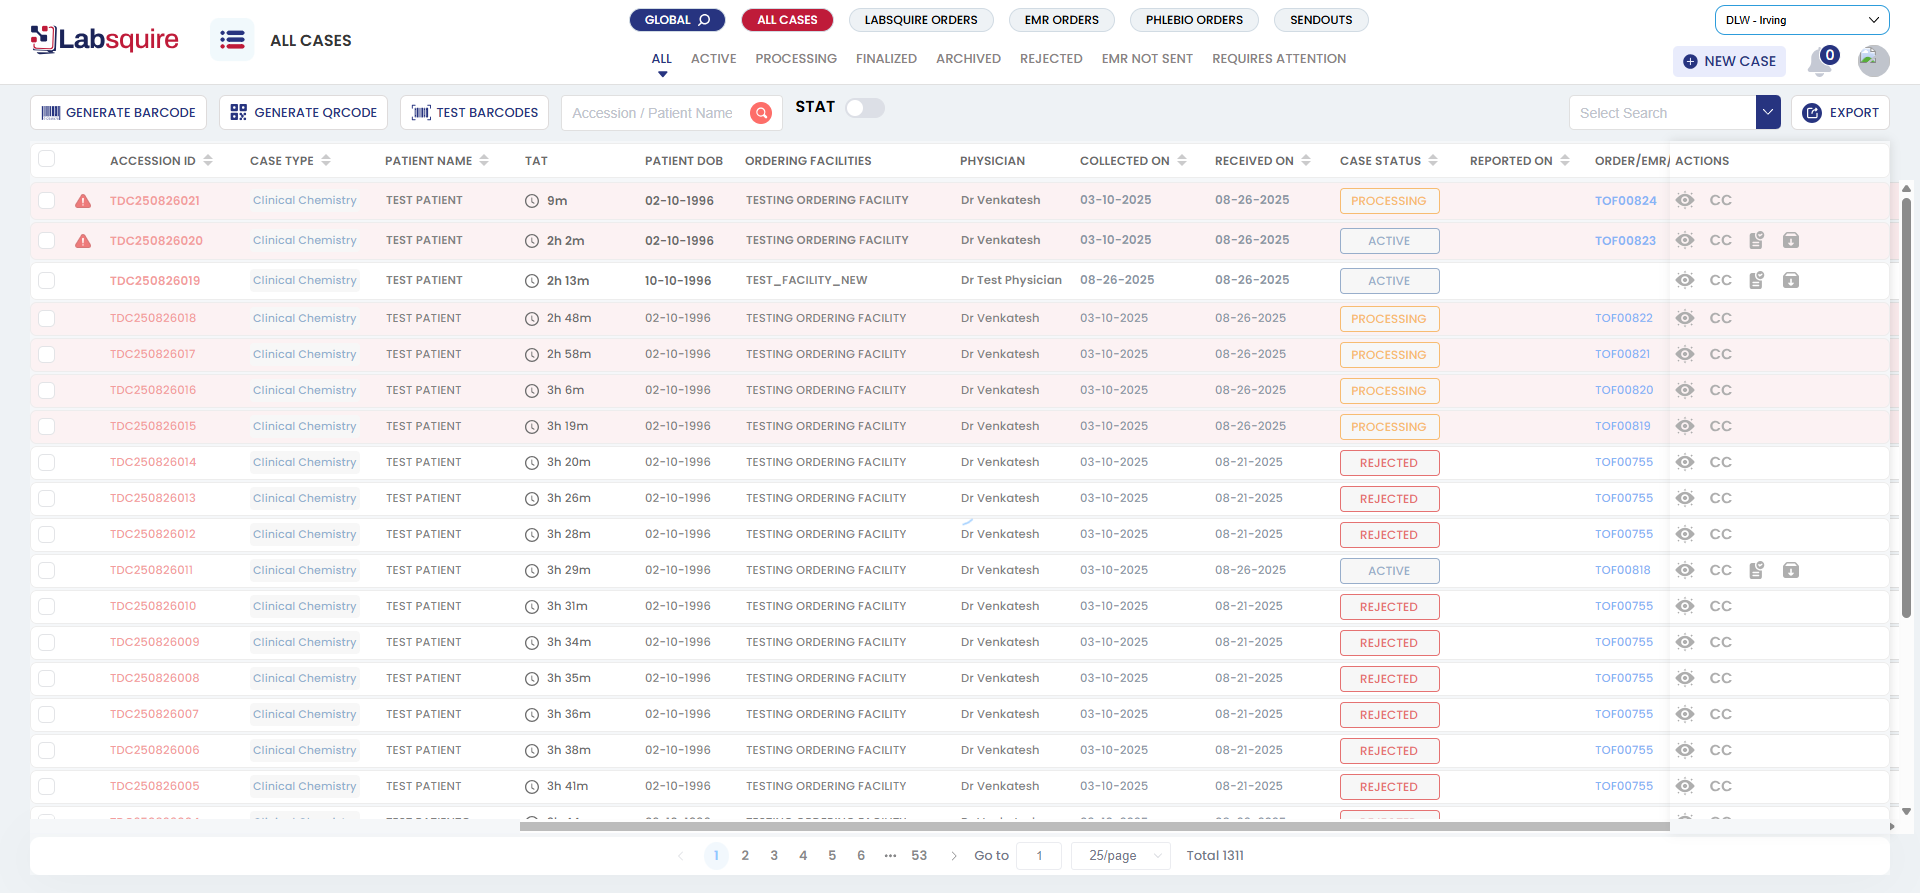 Labsquire
ALL CASES
GLOBAL
ALL CASES
LABSQUIRE ORDERS
EMR ORDERS
PHLEBIO ORDERS
SENDOUTS
DLW - Irving
ALL
ACTIVE
PROCESSING
FINALIZED
ARCHIVED
REJECTED
EMR NOT SENT
REQUIRES ATTENTION
NEW CASE
0
GENERATE BARCODE
GENERATE QRCODE
TEST BARCODES
Accession / Patient Name
STAT
Select Search
EXPORT
ACCESSION ID CASE TYPE PATIENT NAME TAT PATIENT DOB ORDERING FACILITIES PHYSICIAN COLLECTED ON RECEIVED ON CASE STATUS REPORTED ON ORDER/EMR/ ACTIONS
TDC250826021 Clinical Chemistry TEST PATIENT 9m 02-10-1996 TESTING ORDERING FACILITY Dr Venkatesh 03-10-2025 08-26-2025 PROCESSING TOF00824 CC
TDC250826020 Clinical Chemistry TEST PATIENT 2h 2m 02-10-1996 TESTING ORDERING FACILITY Dr Venkatesh 03-10-2025 08-26-2025 ACTIVE TOF00823 CC
TDC250826019 Clinical Chemistry TEST PATIENT 2h 13m 10-10-1996 TEST_FACILITY_NEW Dr Test Physician 08-26-2025 08-26-2025 ACTIVE CC
TDC250826018 Clinical Chemistry TEST PATIENT 2h 48m 02-10-1996 TESTING ORDERING FACILITY Dr Venkatesh 03-10-2025 08-26-2025 PROCESSING TOF00822 CC
TDC250826017 Clinical Chemistry TEST PATIENT 2h 58m 02-10-1996 TESTING ORDERING FACILITY Dr Venkatesh 03-10-2025 08-26-2025 PROCESSING TOF00821 CC
TDC250826016 Clinical Chemistry TEST PATIENT 3h 6m 02-10-1996 TESTING ORDERING FACILITY Dr Venkatesh 03-10-2025 08-26-2025 PROCESSING TOF00820 CC
TDC250826015 Clinical Chemistry TEST PATIENT 3h 19m 02-10-1996 TESTING ORDERING FACILITY Dr Venkatesh 03-10-2025 08-26-2025 PROCESSING TOF00819 CC
TDC250826014 Clinical Chemistry TEST PATIENT 3h 20m 02-10-1996 TESTING ORDERING FACILITY Dr Venkatesh 03-10-2025 08-21-2025 REJECTED TOF00755 CC
TDC250826013 Clinical Chemistry TEST PATIENT 3h 26m 02-10-1996 TESTING ORDERING FACILITY Dr Venkatesh 03-10-2025 08-21-2025 REJECTED TOF00755 CC
TDC250826012 Clinical Chemistry TEST PATIENT 3h 28m 02-10-1996 TESTING ORDERING FACILITY Dr Venkatesh 03-10-2025 08-21-2025 REJECTED TOF00755 CC
TDC250826011 Clinical Chemistry TEST PATIENT 3h 29m 02-10-1996 TESTING ORDERING FACILITY Dr Venkatesh 03-10-2025 08-26-2025 ACTIVE TOF00818 CC
TDC250826010 Clinical Chemistry TEST PATIENT 3h 31m 02-10-1996 TESTING ORDERING FACILITY Dr Venkatesh 03-10-2025 08-21-2025 REJECTED TOF00755 CC
TDC250826009 Clinical Chemistry TEST PATIENT 3h 34m 02-10-1996 TESTING ORDERING FACILITY Dr Venkatesh 03-10-2025 08-21-2025 REJECTED TOF00755 CC
TDC250826008 Clinical Chemistry TEST PATIENT 3h 35m 02-10-1996 TESTING ORDERING FACILITY Dr Venkatesh 03-10-2025 08-21-2025 REJECTED TOF00755 CC
TDC250826007 Clinical Chemistry TEST PATIENT 3h 36m 02-10-1996 TESTING ORDERING FACILITY Dr Venkatesh 03-10-2025 08-21-2025 REJECTED TOF00755 CC
TDC250826006 Clinical Chemistry TEST PATIENT 3h 38m 02-10-1996 TESTING ORDERING FACILITY Dr Venkatesh 03-10-2025 08-21-2025 REJECTED TOF00755 CC
TDC250826005 Clinical Chemistry TEST PATIENT 3h 41m 02-10-1996 TESTING ORDERING FACILITY Dr Venkatesh 03-10-2025 08-21-2025 REJECTED TOF00755 CC
1 2 3 4 5 6 ••• 53 Go to 1 25/page Total 1311